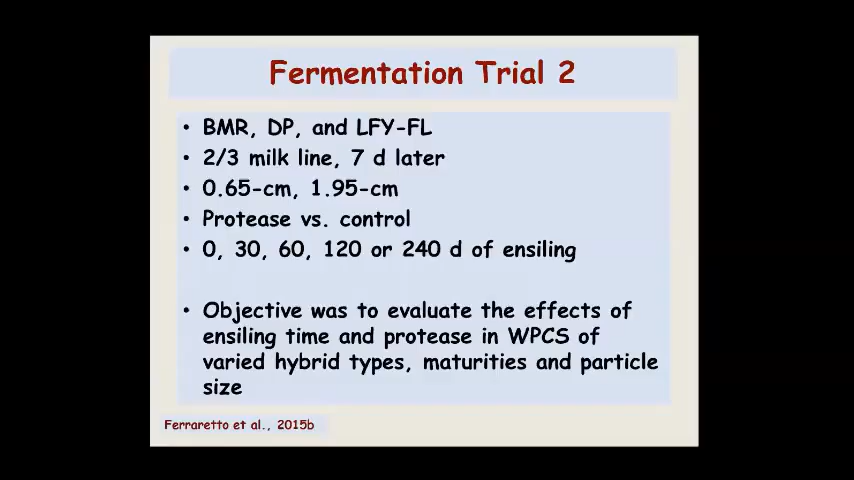 Fermentation Trial 2
• BMR, DP, and LFY-FL
• 2/3 milk line, 7 d later
• 0.65-cm, 1.95-cm
• Protease vs. control
• 0, 30, 60, 120 or 240 d of ensiling
• Objective was to evaluate the effects of
ensiling time and protease in WPCS of
varied hybrid types, maturities and particle
size
Ferraretto et al., 2015b